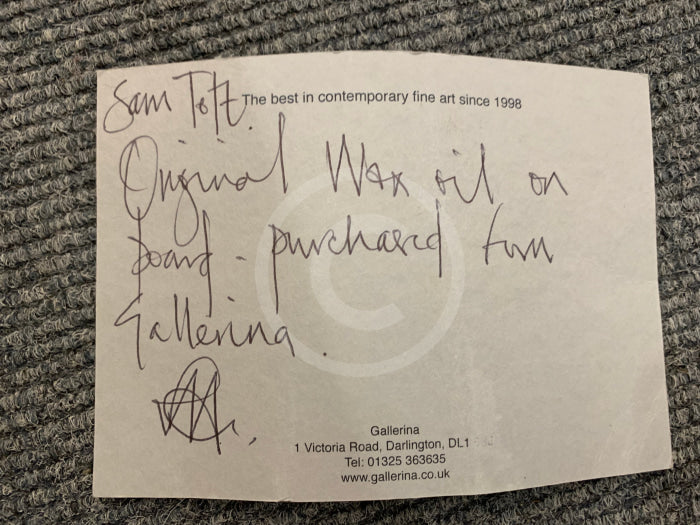 Sam Toft.
The best in contemporary fine art since 1998
Original Wax oil on
board - purchased from
Gallerina.
©
Gallerina
1 Victoria Road, Darlington, DL1
Tel: 01325 363635
www.gallerina.co.uk